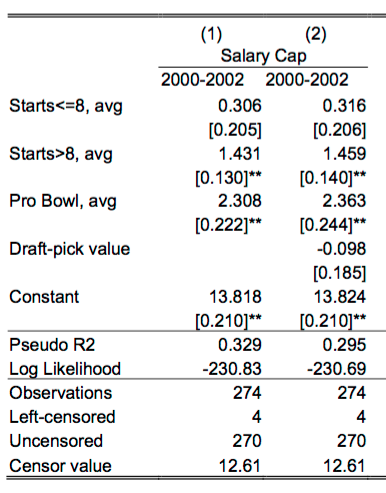 (1) (2)
Salary Cap
2000-2002 2000-2002
Starts<=8, avg 0.306 0.316
[0.205] [0.206]
Starts>8, avg 1.431 1.459
[0.130]** [0.140]**
Pro Bowl, avg 2.308 2.363
[0.222]** [0.244]**
Draft-pick value -0.098
[0.185]
Constant 13.818 13.824
[0.210]** [0.210]**
Pseudo R2 0.329 0.295
Log Likelihood -230.83 -230.69
Observations 274 274
Left-censored 4 4
Uncensored 270 270
Censor value 12.61 12.61